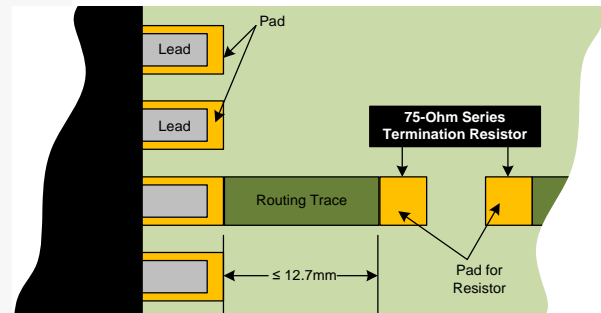 Pad
Lead
Lead
75-Ohm Series
Termination Resistor
Routing Trace
≤ 12.7mm
Pad for
Resistor